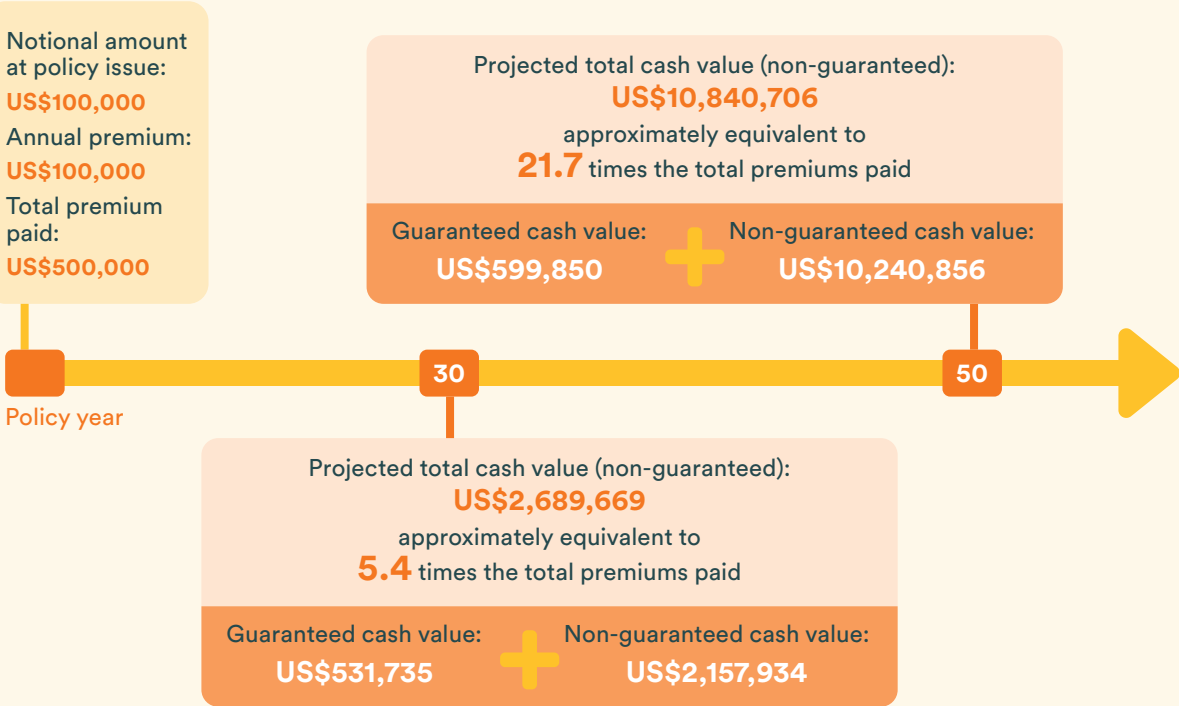 Notional amount
at policy issue:
US$100,000
Annual premium:
US$100,000
Total premium
paid:
US$500,000
Projected total cash value (non-guaranteed):
US$10,840,706
approximately equivalent to
21.7 times the total premiums paid
Guaranteed cash value:
US$599,850
Non-guaranteed cash value:
US$10,240,856
30
50
Policy year
Projected total cash value (non-guaranteed):
US$2,689,669
approximately equivalent to
5.4 times the total premiums paid
Guaranteed cash value:
US$531,735
Non-guaranteed cash value:
US$2,157,934